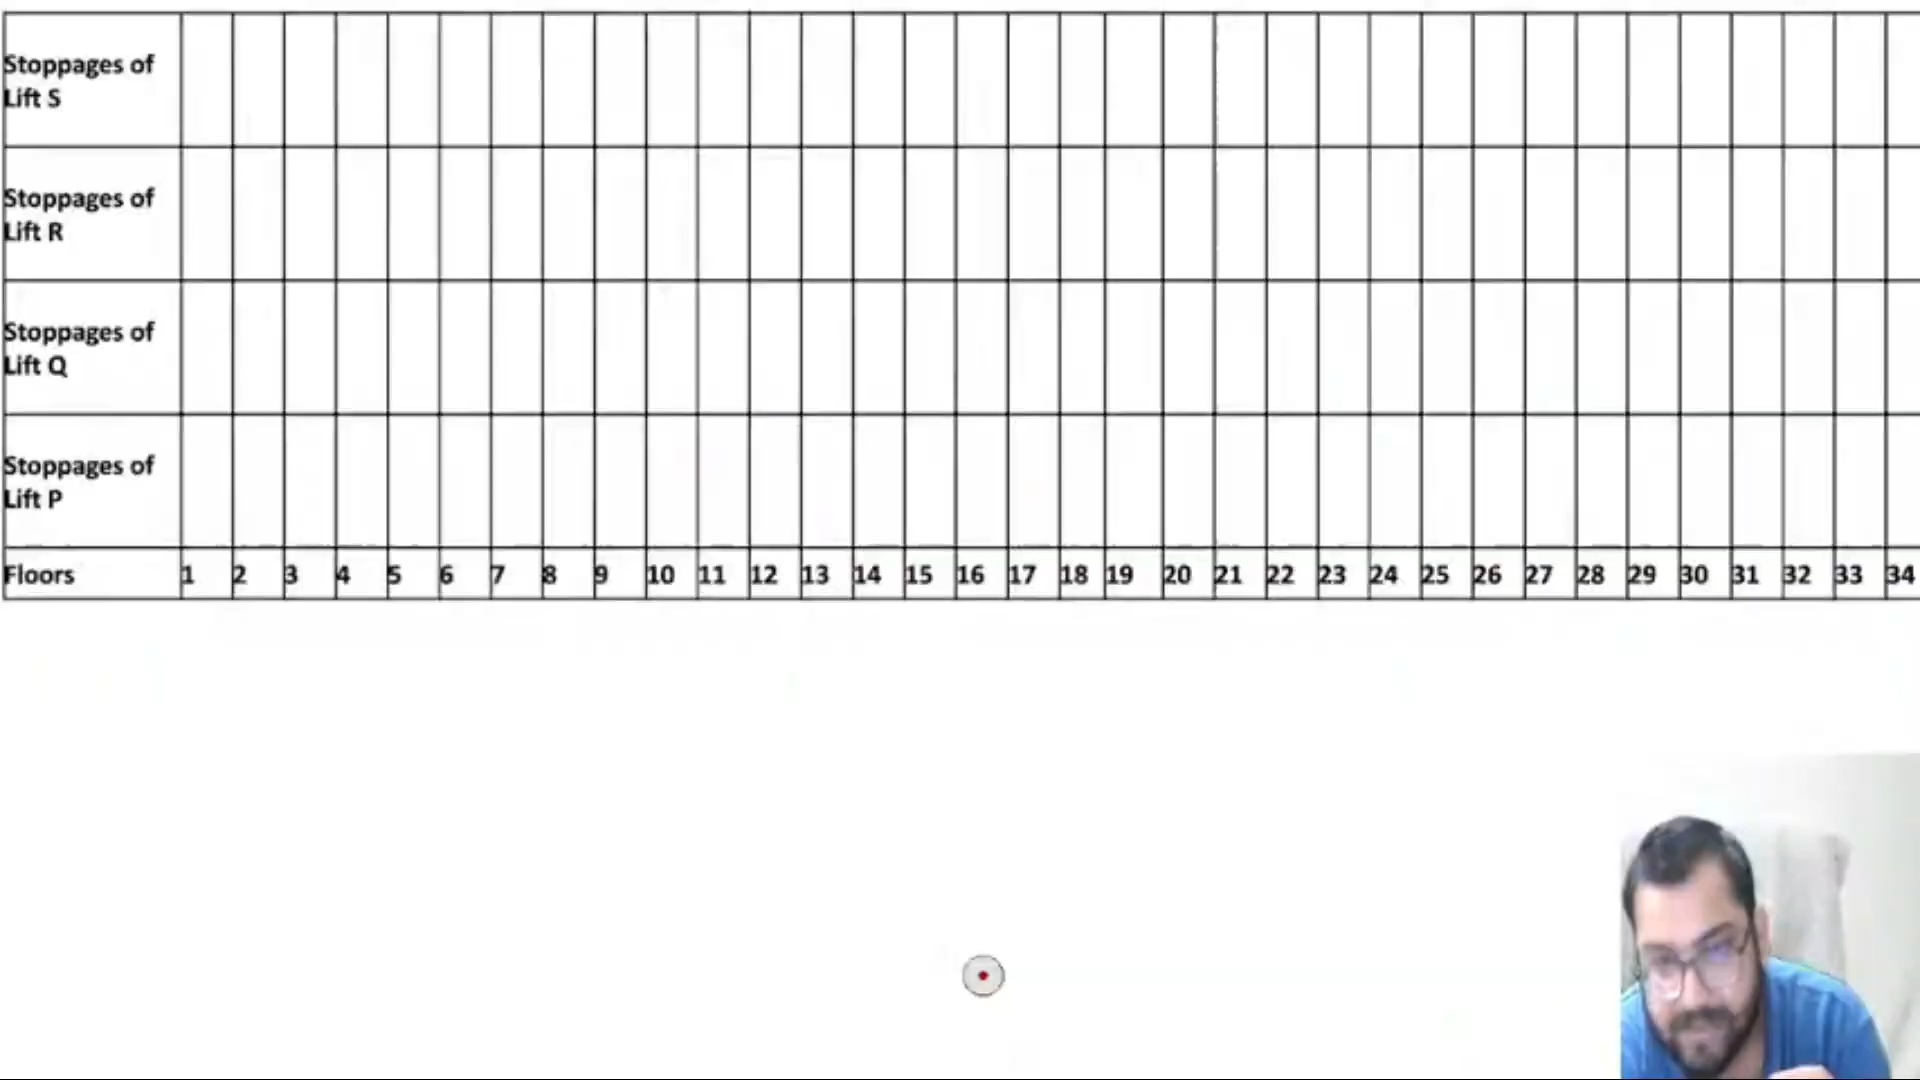 Stoppages of
Lift S
Stoppages of
Lift R
Stoppages of
Lift Q
Stoppages of
Lift P
Floors 1 2 3 4 5 6 7 8 9 10 11 12 13 14 15 16 17 18 19 20 21 22 23 24 25 26 27 28 29 30 31 32 33 34